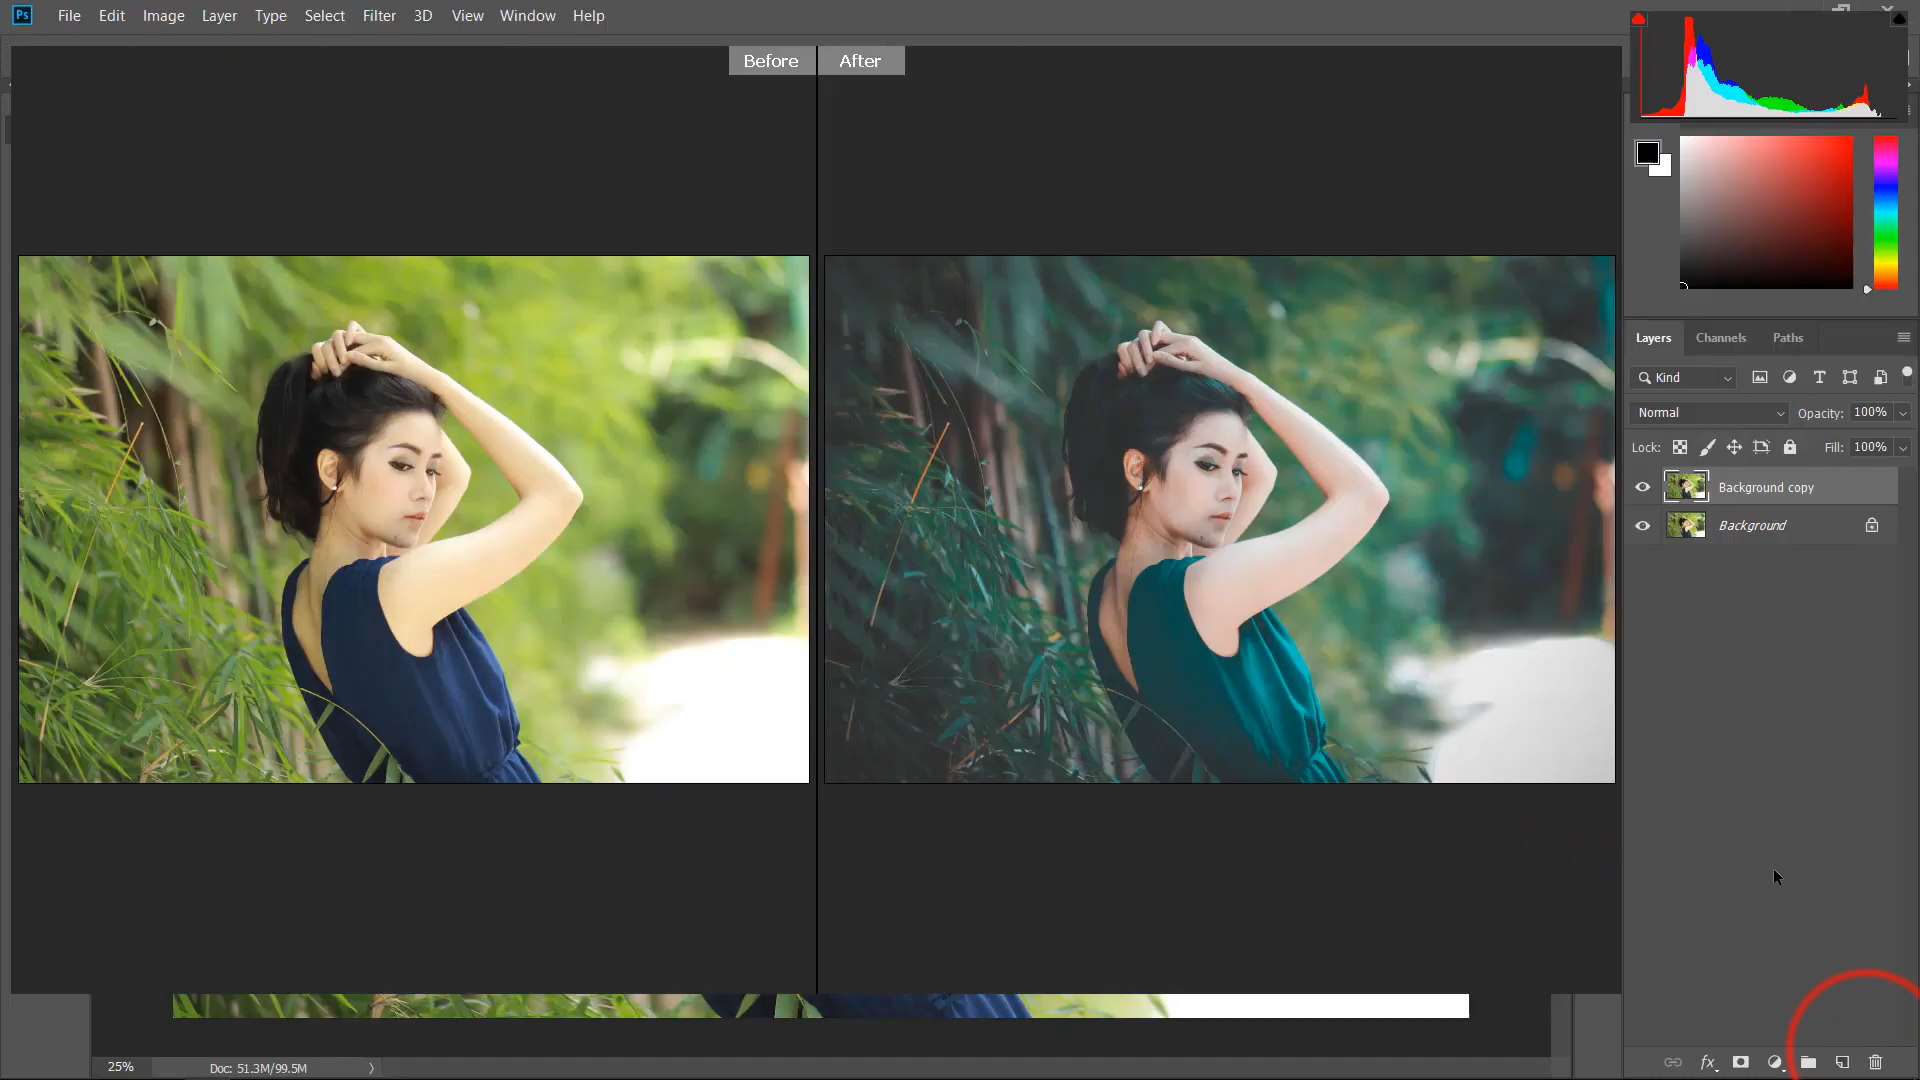 Ps File Edit Image Layer Type Select Filter 3D View Window Help
Before After
Layers Channels Paths
Kind
Normal Opacity: 100%
Lock: Fill: 100%
Background copy
Background
fx
25% Doc: 51.3M/99.5M